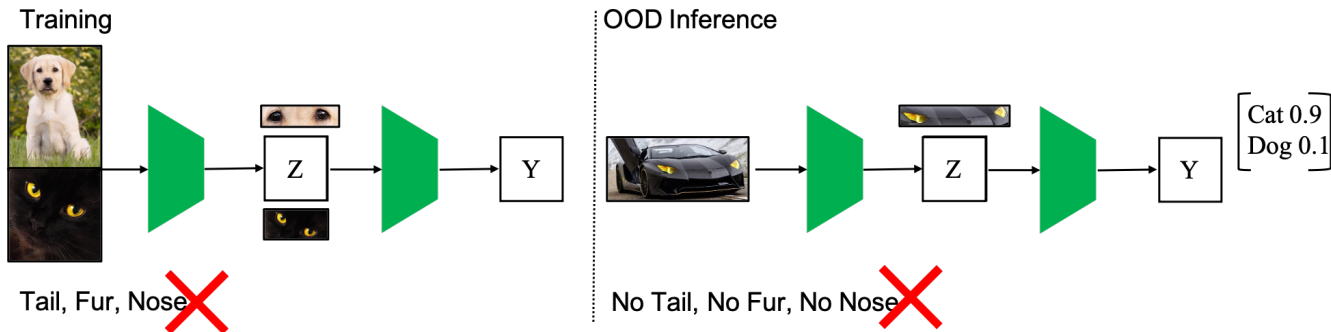 Training
OOD Inference
Z
Y
Z
Y
Cat 0.9
Dog 0.1
Tail, Fur, Nose
No Tail, No Fur, No Nose